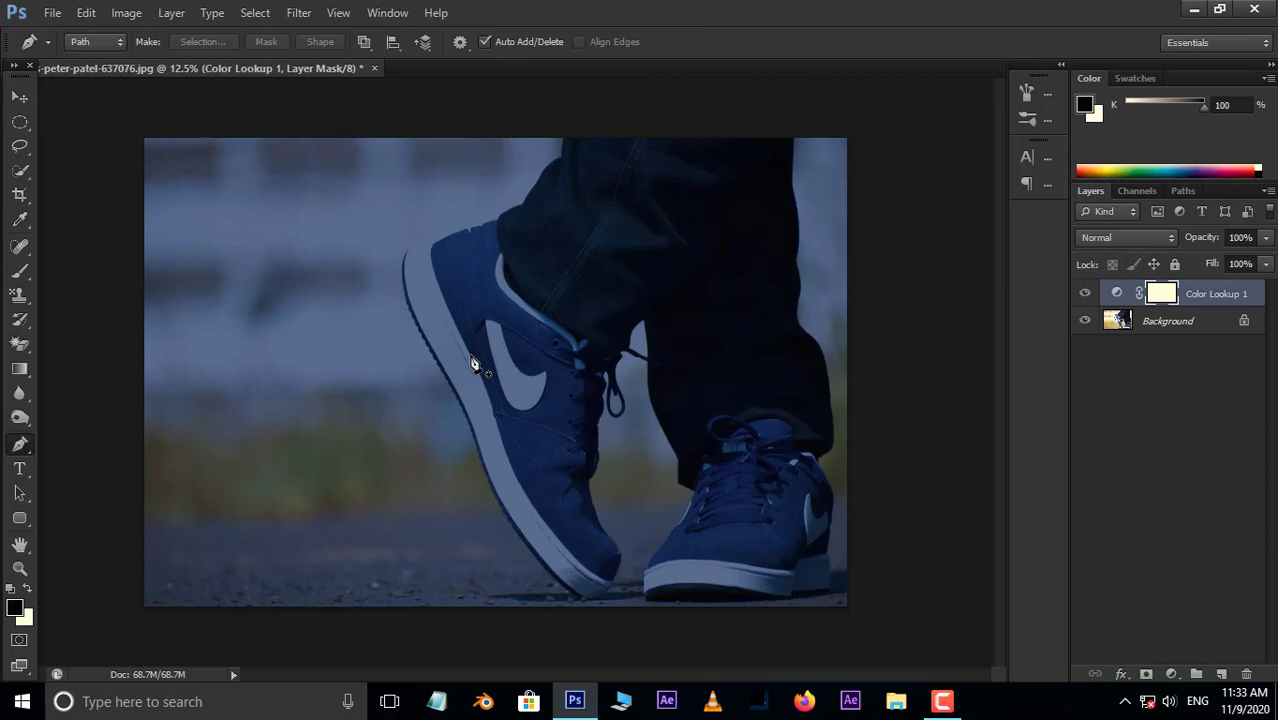 Ps File Edit Image Layer Type Select Filter View Window Help
Path Make: Selection... Mask Shape Auto Add/Delete Align Edges Essentials
-peter-patel-637076.jpg @ 12.5% (Color Lookup 1, Layer Mask/8) * ×
Color Swatches
K 100 %
Layers Channels Paths
Kind
Normal Opacity: 100%
Lock: Fill: 100%
Color Lookup 1
Background
Doc: 68.7M/68.7M
Type here to search
ENG
11:33 AM
11/9/2020